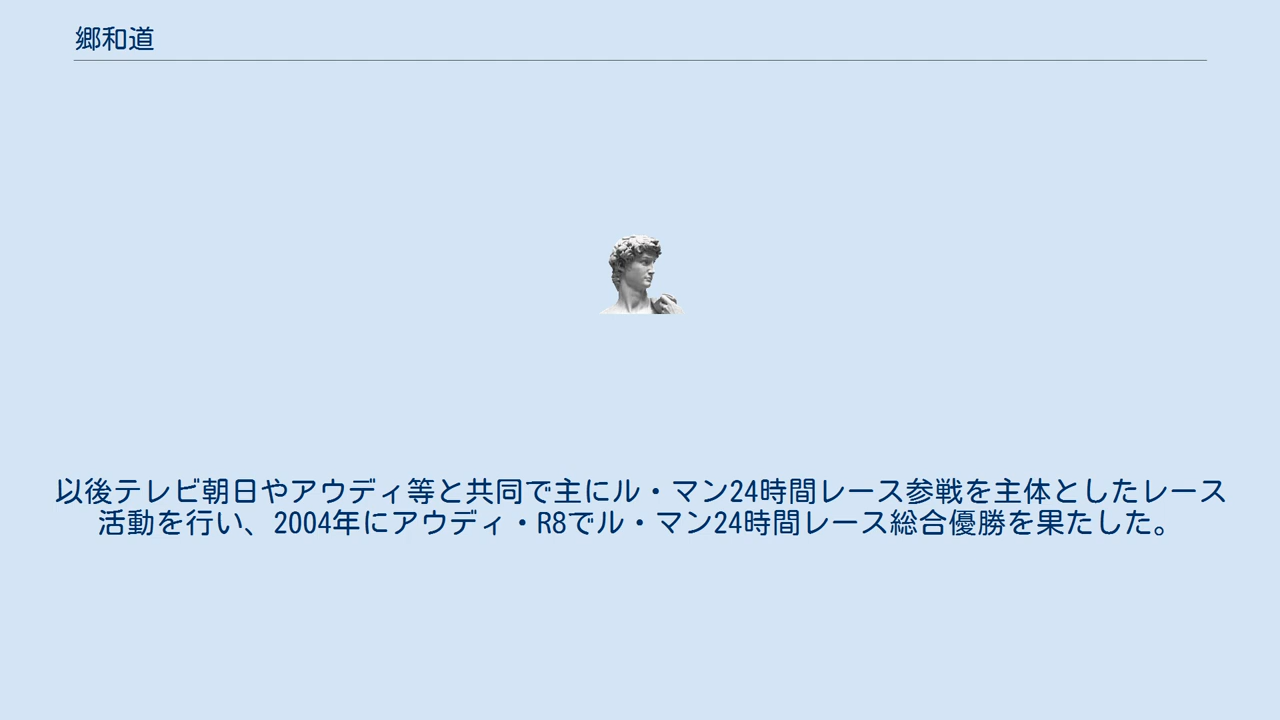 郷和道
以後テレビ朝日やアウディ等と共同で主にル・マン24時間レース参戦を主体としたレース
活動を行い、2004年にアウディ・R8でル・マン24時間レース総合優勝を果たした。